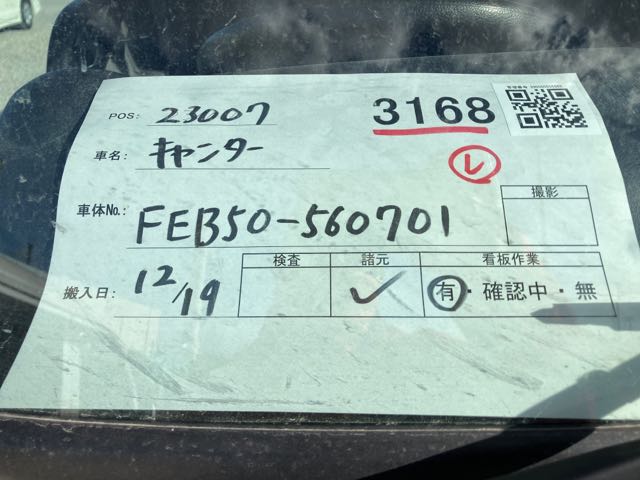 POS: 23007
3168
車名: キャンター
レ
車体No.: FEB50-560701
撮影
搬入日: 12/19
検査 諸元 看板作業
✓ 有・確認中・無